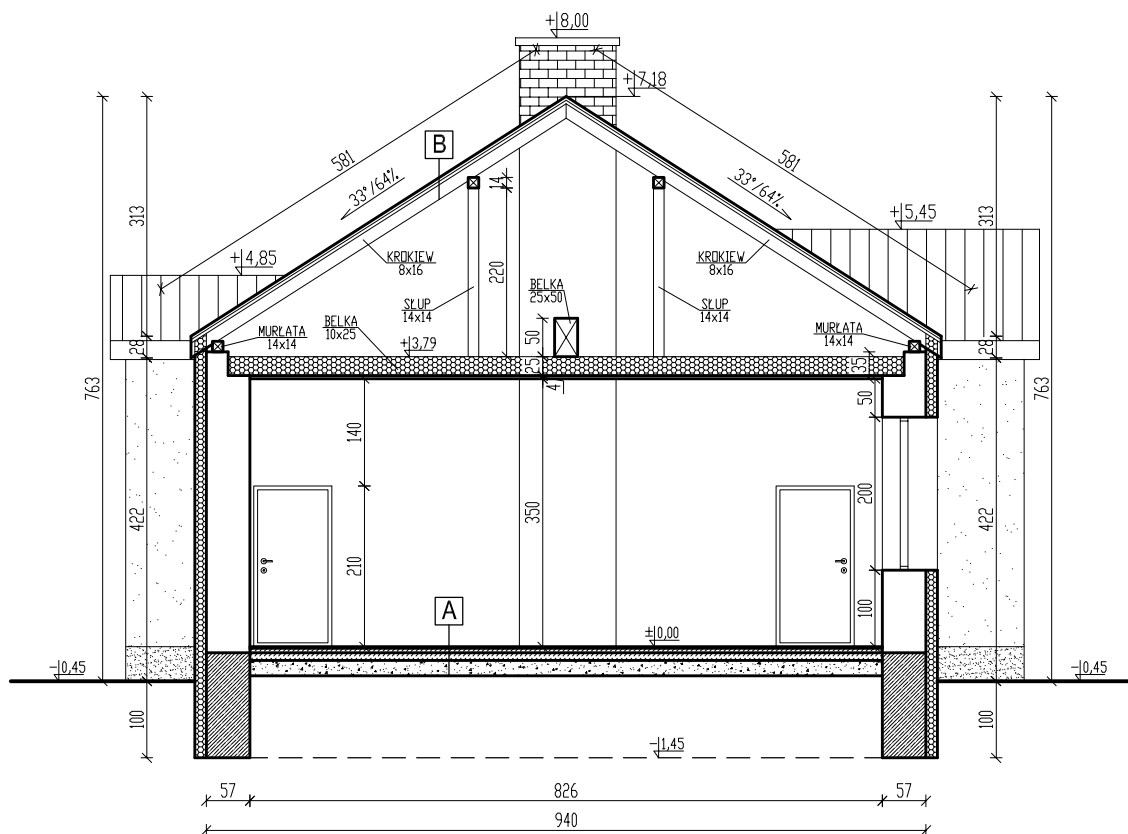 +8,00
+7,18
B
581
581
33°/64%
33°/64%
14
313
313
+5,45
+4,85
KROKIEW
8x16
KROKIEW
8x16
220
BELKA
25x50
SŁUP
14x14
SŁUP
14x14
BELKA
10x25
MURŁATA
14x14
MURŁATA
14x14
50
28
28
+3,79
25
35
4
763
763
50
140
200
422
422
350
210
100
A
±0,00
-0,45
-0,45
100
100
-1,45
57
826
57
940